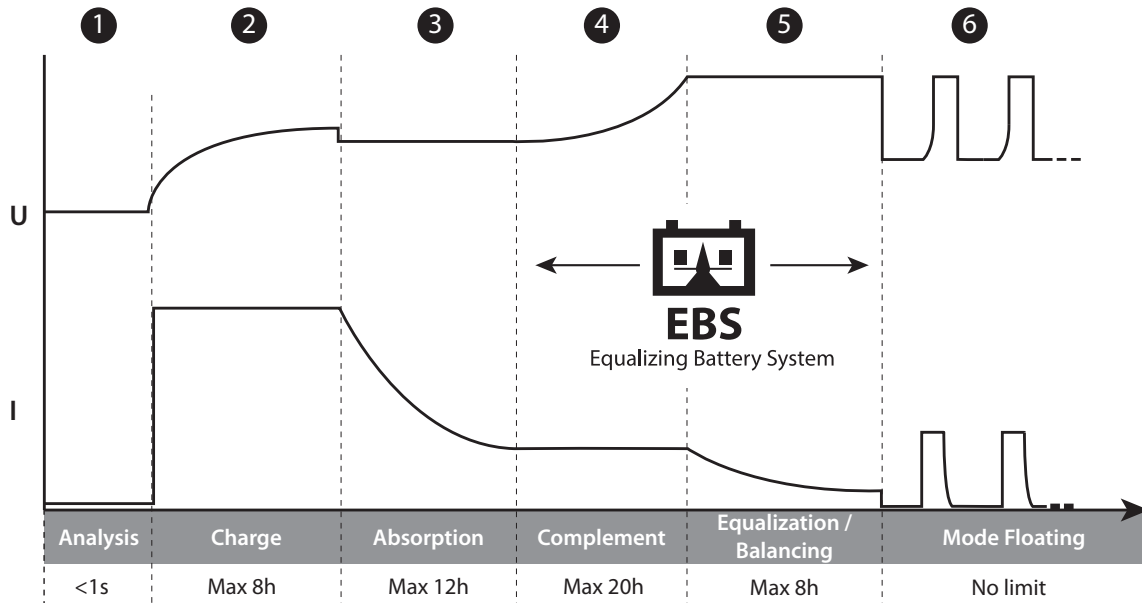 1 2 3 4 5 6
U
EBS
Equalizing Battery System
I
Analysis Charge Absorption Complement Equalization / Balancing Mode Floating
<1s Max 8h Max 12h Max 20h Max 8h No limit